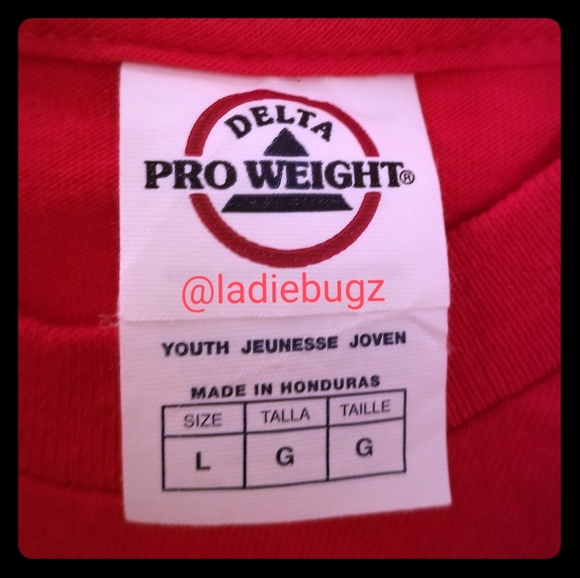 DELTA
PRO WEIGHT®
@ladiebugz
YOUTH JEUNESSE JOVEN
MADE IN HONDURAS
SIZE TALLA TAILLE
L G G